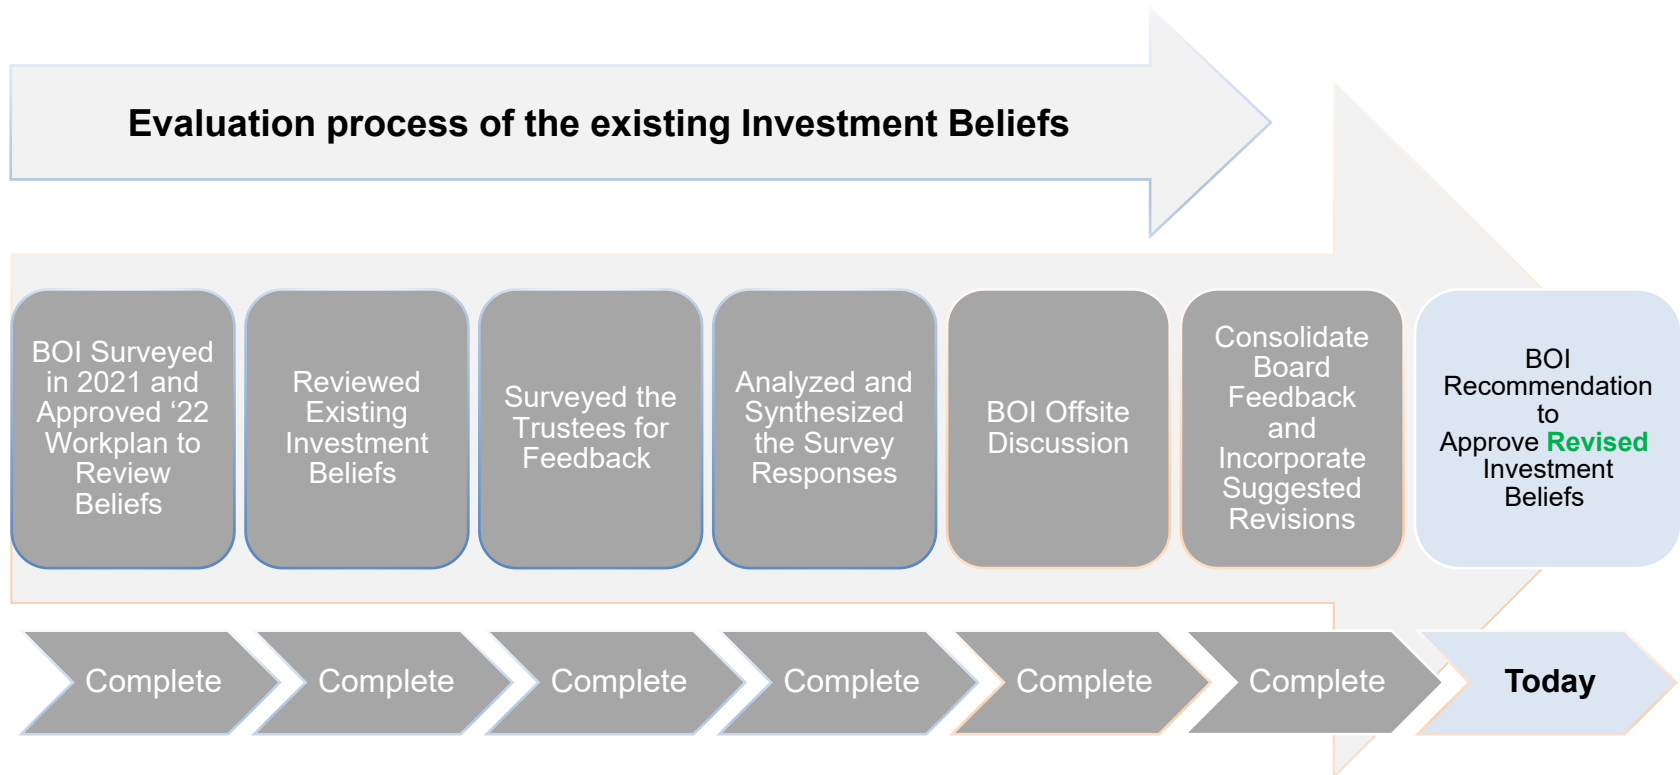 Evaluation process of the existing Investment Beliefs
BOI Surveyed
in 2021 and
Approved ‘22
Workplan to
Review
Beliefs
Reviewed
Existing
Investment
Beliefs
Surveyed the
Trustees for
Feedback
Analyzed and
Synthesized
the Survey
Responses
BOI Offsite
Discussion
Consolidate
Board
Feedback
and
Incorporate
Suggested
Revisions
BOI
Recommendation
to
Approve Revised
Investment
Beliefs
Complete
Complete
Complete
Complete
Complete
Complete
Today